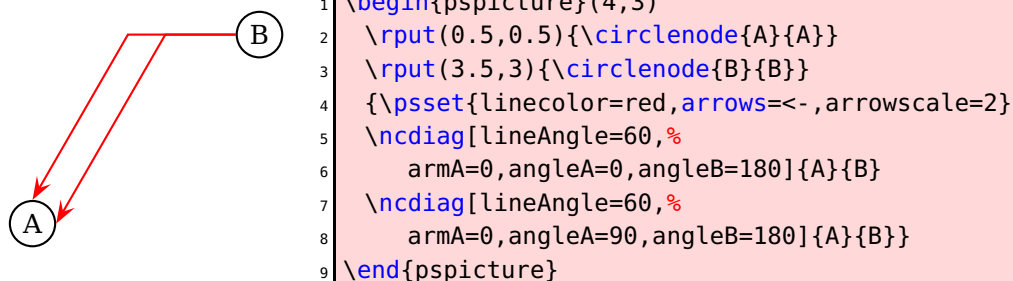 B
A
1 \begin{pspicture}(4,3)
2 \rput(0.5,0.5){\circlenode{A}{A}}
3 \rput(3.5,3){\circlenode{B}{B}}
4 {\psset{linecolor=red,arrows=<-,arrowscale=2}
5 \ncdiag[lineAngle=60,%
6 armA=0,angleA=0,angleB=180]{A}{B}
7 \ncdiag[lineAngle=60,%
8 armA=0,angleA=90,angleB=180]{A}{B}}
9 \end{pspicture}